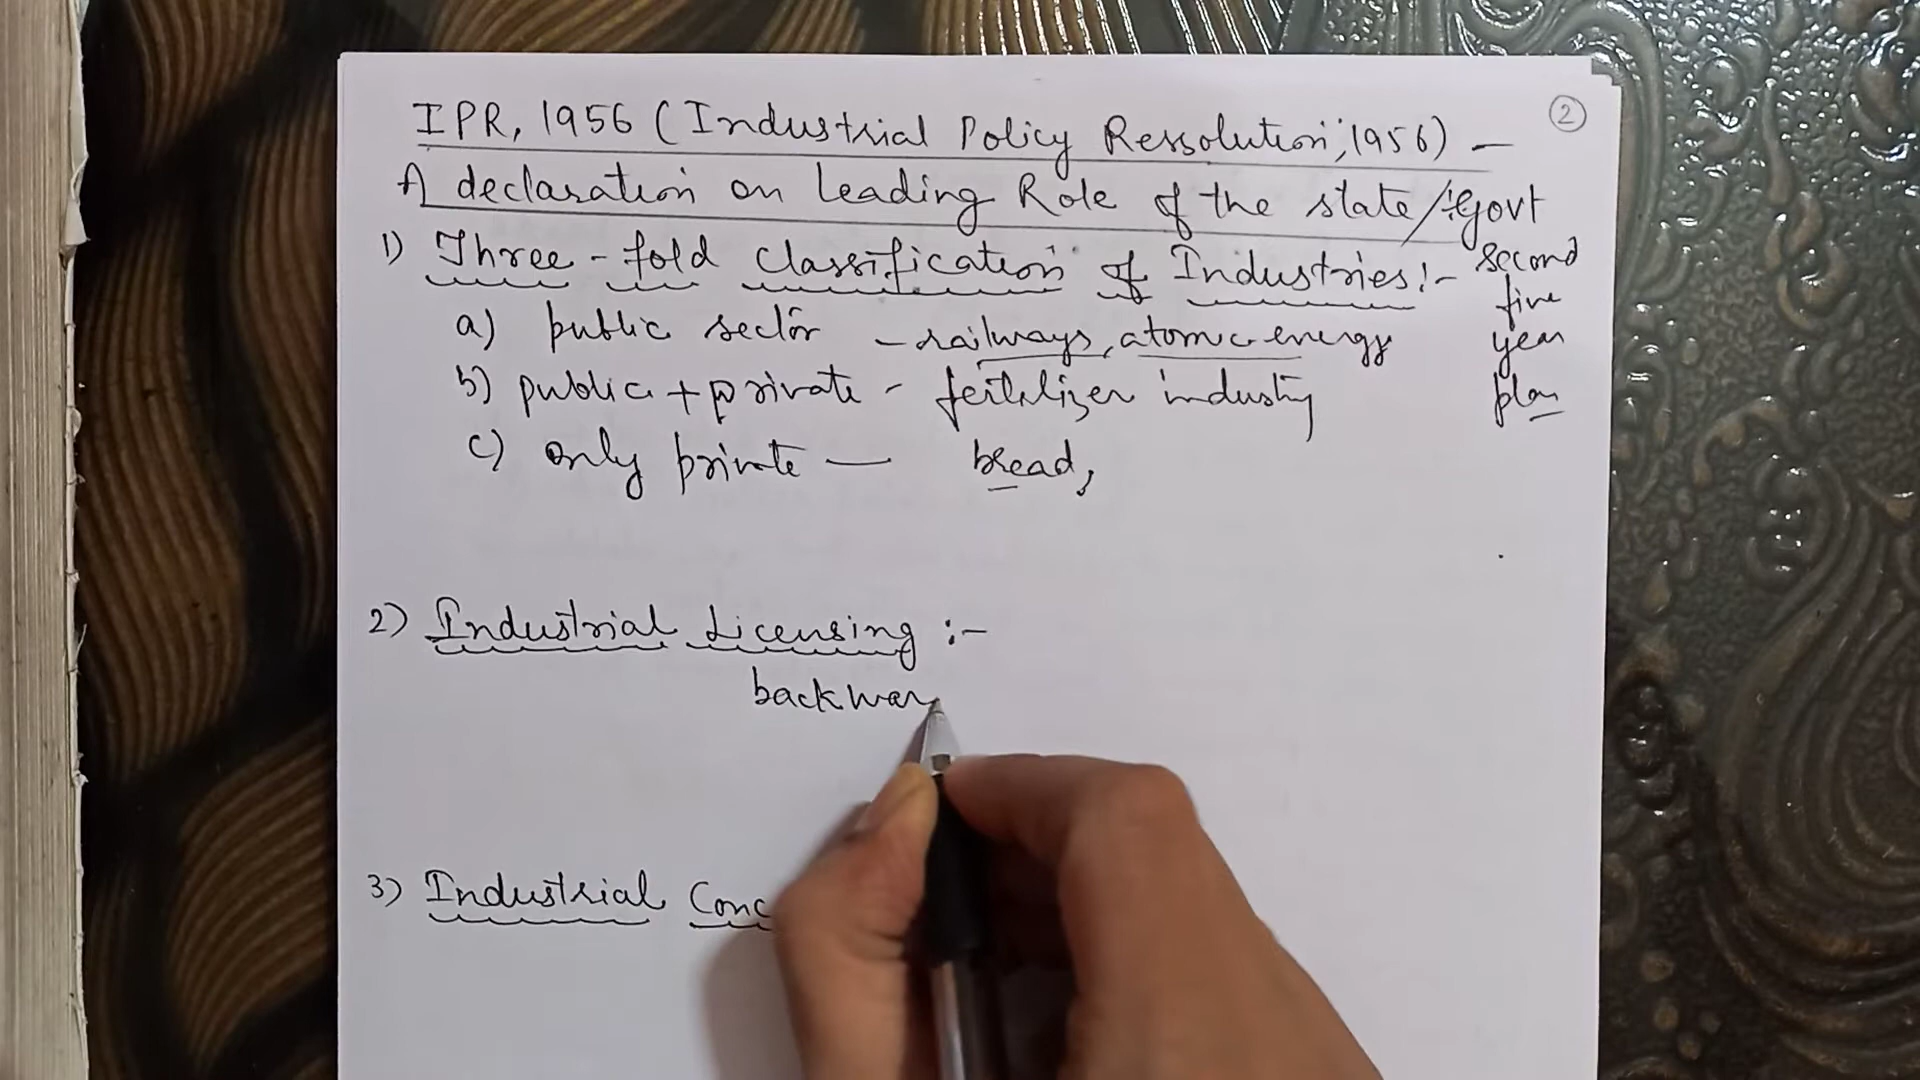 2
IPR, 1956 (Industrial Policy Ressolution, 1956) —
A declaration on Leading Role of the state/Govt
1) Three-fold classification of Industries:-
second
five
year
plan
a) public sector - railways, atomic energy
b) public + private - fertilizer industry
c) only private — bread,
2) Industrial Licensing :-
backwar
3) Industrial Conc